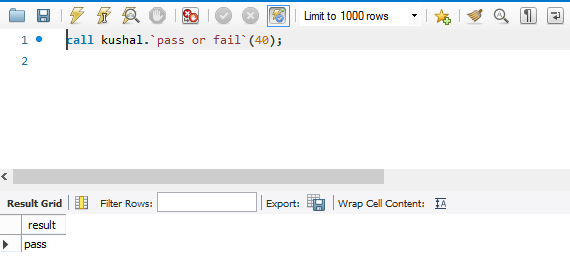 Limit to 1000 rows
1 call kushal.`pass or fail`(40);
2
Result Grid Filter Rows: Export: Wrap Cell Content: IA
result
pass